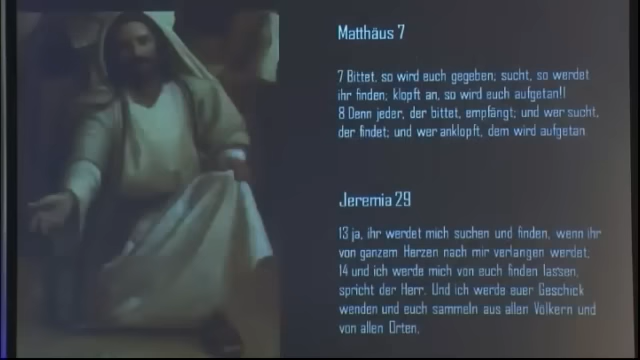 Matthäus 7
7 Bittet, so wird euch gegeben; sucht, so werdet
ihr finden; klopft an, so wird euch aufgetan!!
8 Denn jeder, der bittet, empfängt; und wer sucht,
der findet; und wer anklopft, dem wird aufgetan
Jeremia 29
13 ja, ihr werdet mich suchen und finden, wenn ihr
von ganzem Herzen nach mir verlangen werdet;
14 und ich werde mich von euch finden lassen,
spricht der Herr. Und ich werde euer Geschick
wenden und euch sammeln aus allen Völkern und
von allen Orten,